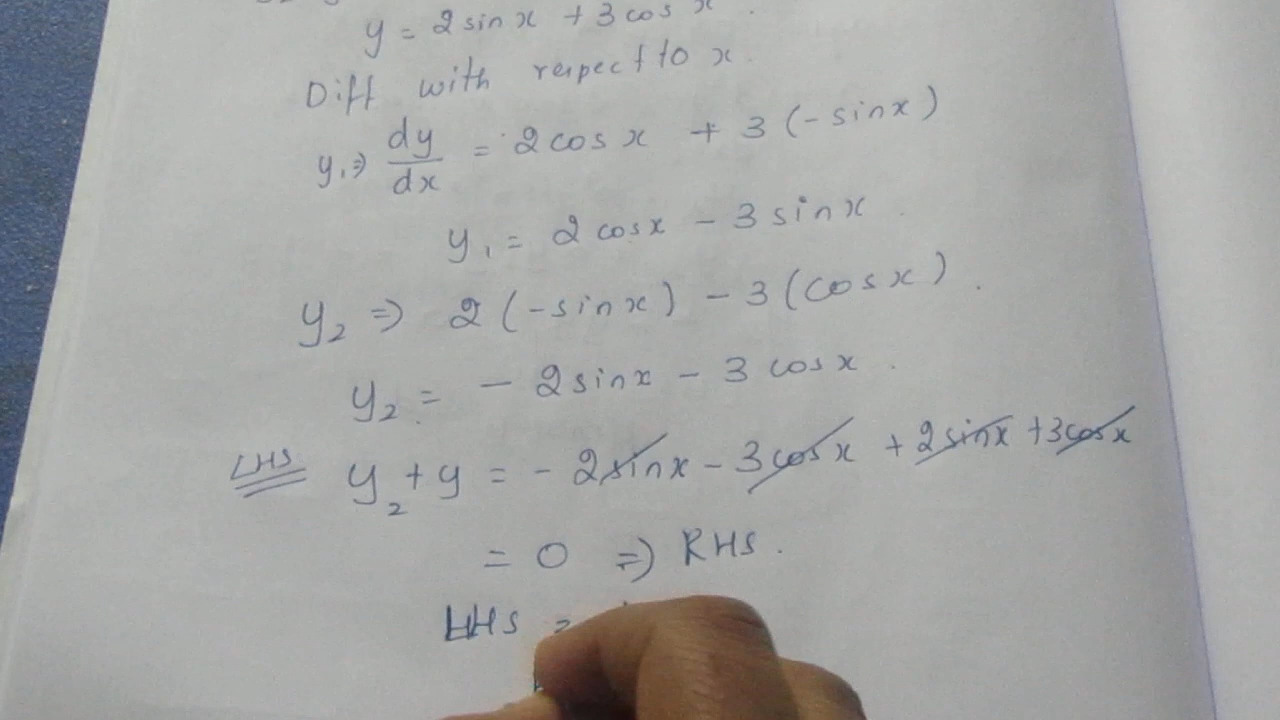 y = 2 sin x + 3 cos x
Diff with respect to x.
y₁ ⇒ dy/dx = 2 cos x + 3 (- sin x)
y₁ = 2 cos x - 3 sin x
y₂ ⇒ 2 (- sin x) - 3 (cos x).
y₂ = - 2 sin x - 3 cos x.
LHS y₂ + y = - 2 sin x - 3 cos x + 2 sin x + 3 cos x
= 0 ⇒ RHS.
LHS =